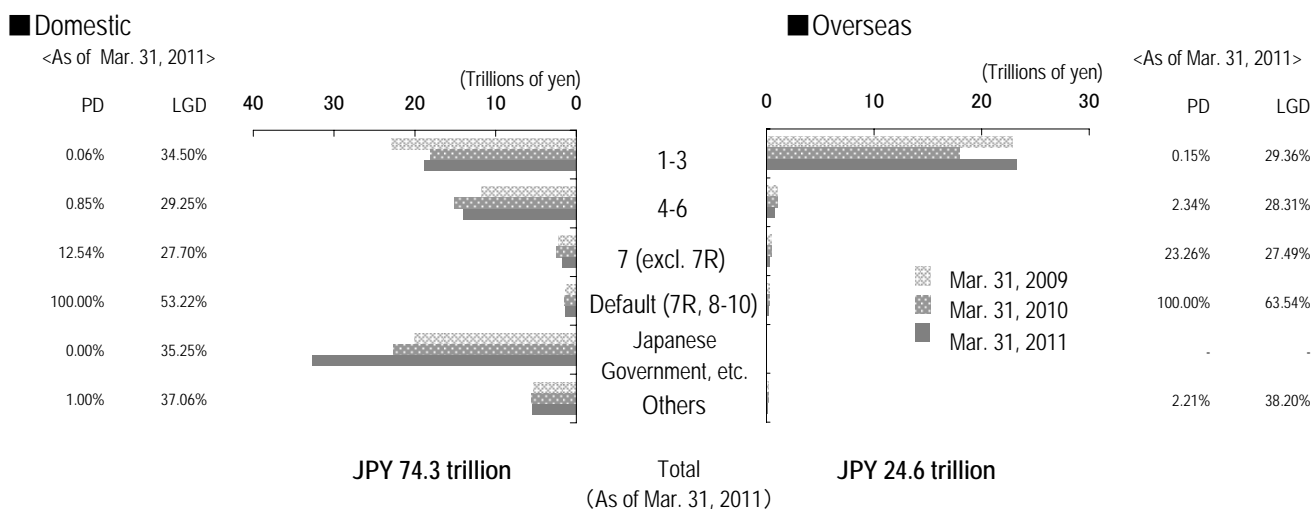 ■ Domestic
<As of Mar. 31, 2011>
(Trillions of yen)
PD LGD
40 30 20 10 0
0.06% 34.50%
0.85% 29.25%
12.54% 27.70%
100.00% 53.22%
0.00% 35.25%
1.00% 37.06%
JPY 74.3 trillion
1-3
4-6
7 (excl. 7R)
Default (7R, 8-10)
Japanese
Government, etc.
Others
Total
(As of Mar. 31, 2011)
■ Overseas
<As of Mar. 31, 2011>
(Trillions of yen)
0 10 20 30
PD LGD
0.15% 29.36%
2.34% 28.31%
23.26% 27.49%
100.00% 63.54%
- -
2.21% 38.20%
Mar. 31, 2009
Mar. 31, 2010
Mar. 31, 2011
JPY 24.6 trillion